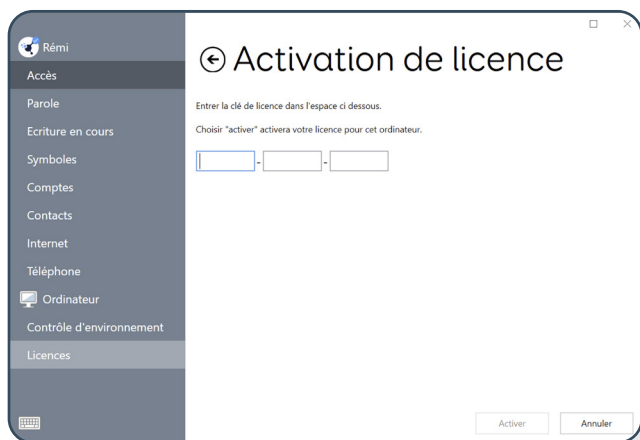 Rémi
Accès
Parole
Ecriture en cours
Symboles
Comptes
Contacts
Internet
Téléphone
Ordinateur
Contrôle d'environnement
Licences
Activation de licence
Entrer la clé de licence dans l'espace ci dessous.
Choisir "activer" activera votre licence pour cet ordinateur.
- -
Activer Annuler